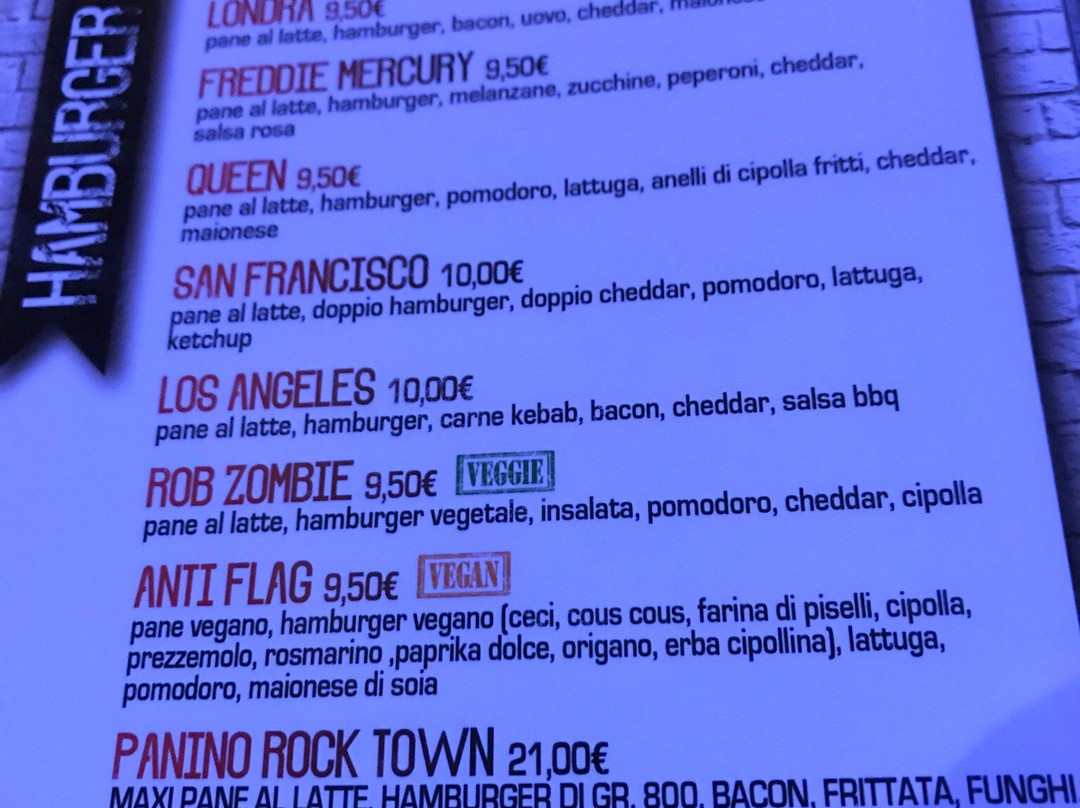 HAMBURGER
LONDRA 9,50€
pane al latte, hamburger, bacon, uovo, cheddar,
FREDDIE MERCURY 9,50€
pane al latte, hamburger, melanzane, zucchine, peperoni, cheddar,
salsa rosa
QUEEN 9,50€
pane al latte, hamburger, pomodoro, lattuga, anelli di cipolla fritti, cheddar,
maionese
SAN FRANCISCO 10,00€
pane al latte, doppio hamburger, doppio cheddar, pomodoro, lattuga,
ketchup
LOS ANGELES 10,00€
pane al latte, hamburger, carne kebab, bacon, cheddar, salsa bbq
ROB ZOMBIE 9,50€ VEGGIE
pane al latte, hamburger vegetale, insalata, pomodoro, cheddar, cipolla
ANTI FLAG 9,50€ VEGAN
pane vegano, hamburger vegano (ceci, cous cous, farina di piselli, cipolla,
prezzemolo, rosmarino ,paprika dolce, origano, erba cipollina), lattuga,
pomodoro, maionese di soia
PANINO ROCK TOWN 21,00€
MAXI PANE AL LATTE, HAMBURGER DI GR. 800, BACON, FRITTATA, FUNGHI